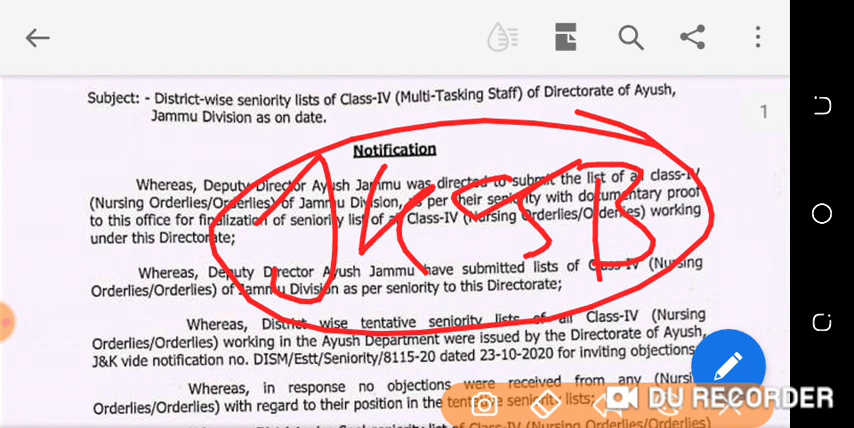 Subject: - District-wise seniority lists of Class-IV (Multi-Tasking Staff) of Directorate of Ayush,
Jammu Division as on date.
1
Notification
Whereas, Deputy Director Ayush Jammu was directed to submit the list of all class-IV
(Nursing Orderlies/Orderlies) of Jammu Division, as per their seniority with documentary proof
to this office for finalization of seniority list of all Class-IV (Nursing Orderlies/Orderlies) working
under this Directorate;
JKSSB
Whereas, Deputy Director Ayush Jammu have submitted lists of Class-IV (Nursing
Orderlies/Orderlies) of Jammu Division as per seniority to this Directorate;
Whereas, District wise tentative seniority lists of all Class-IV (Nursing
Orderlies/Orderlies) working in the Ayush Department were issued by the Directorate of Ayush,
J&K vide notification no. DISM/Estt/Seniority/8115-20 dated 23-10-2020 for inviting objections
Whereas, in response no objections were received from any (Nursing
Orderlies/Orderlies) with regard to their position in the tentative seniority lists;
DU RECORDER